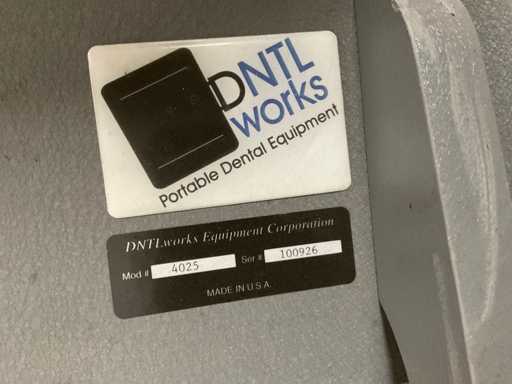 DNTL
works
Portable Dental Equipment
DNTLworks Equipment Corporation
Mod # 4025 Ser # 100926
MADE IN U.S.A.